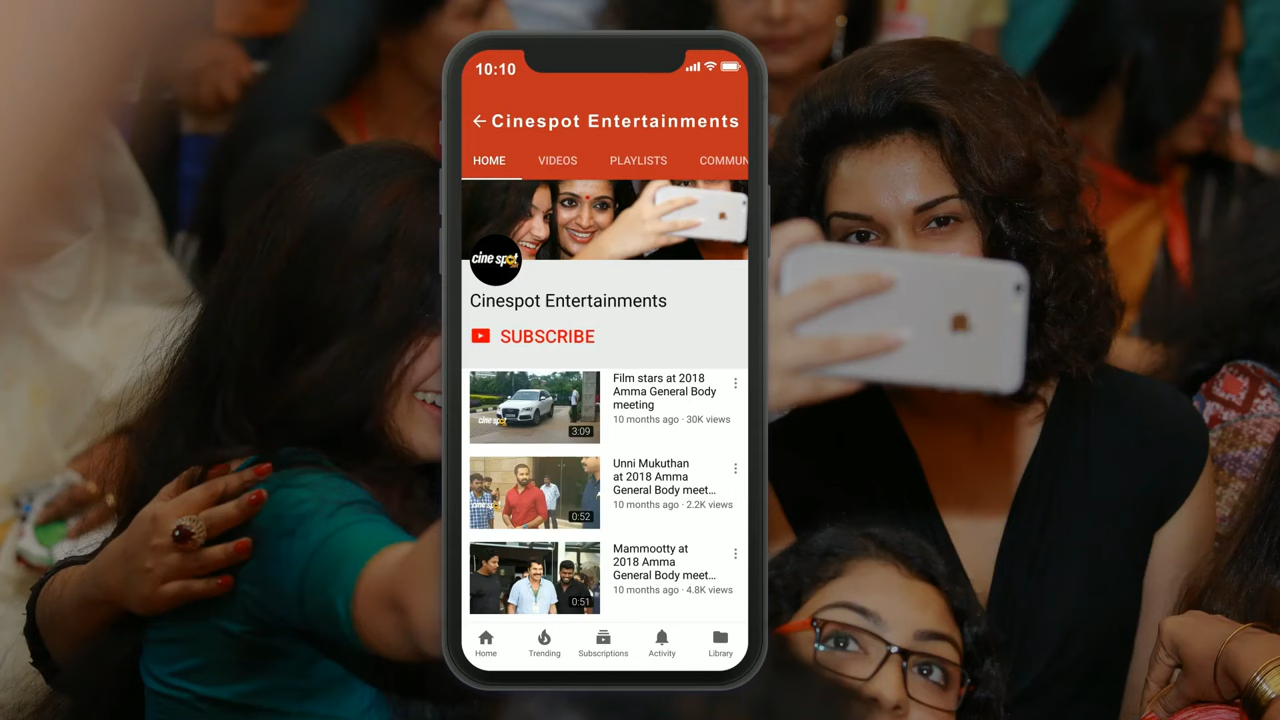 10:10
Cinespot Entertainments
HOME VIDEOS PLAYLISTS COMMUN
cine spot
Cinespot Entertainments
SUBSCRIBE
Film stars at 2018
Amma General Body
meeting
10 months ago · 30K views
cine spot
3:09
Unni Mukuthan
at 2018 Amma
General Body meet...
10 months ago · 2.2K views
0:52
Mammootty at
2018 Amma
General Body meet...
10 months ago · 4.8K views
0:51
Home Trending Subscriptions Activity Library